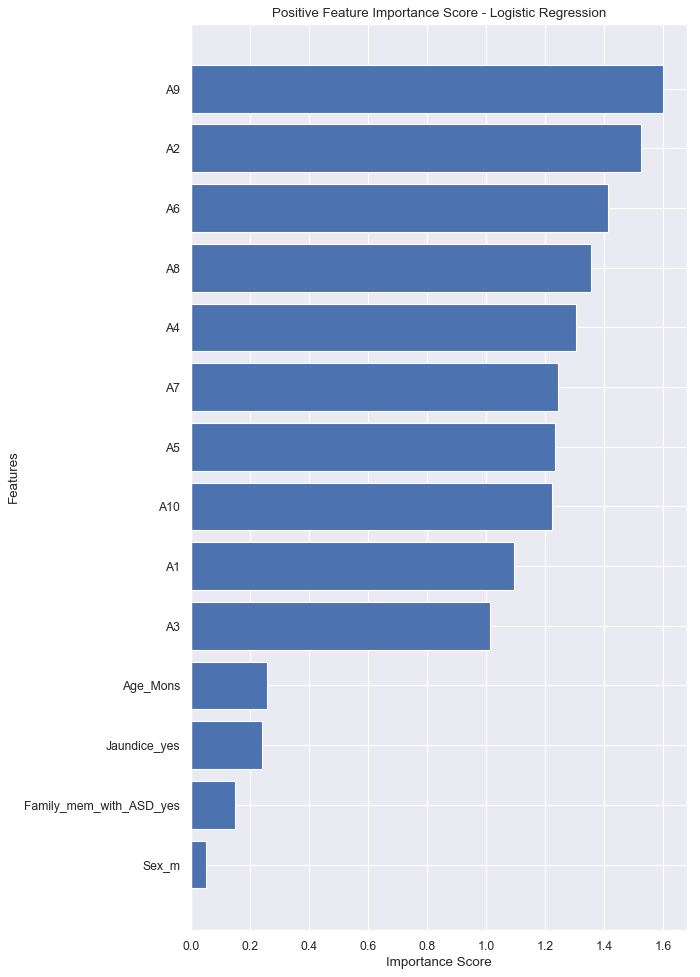 Positive Feature Importance Score - Logistic Regression
Features
A9
A2
A6
A8
A4
A7
A5
A10
A1
A3
Age_Mons
Jaundice_yes
Family_mem_with_ASD_yes
Sex_m
0.0 0.2 0.4 0.6 0.8 1.0 1.2 1.4 1.6
Importance Score